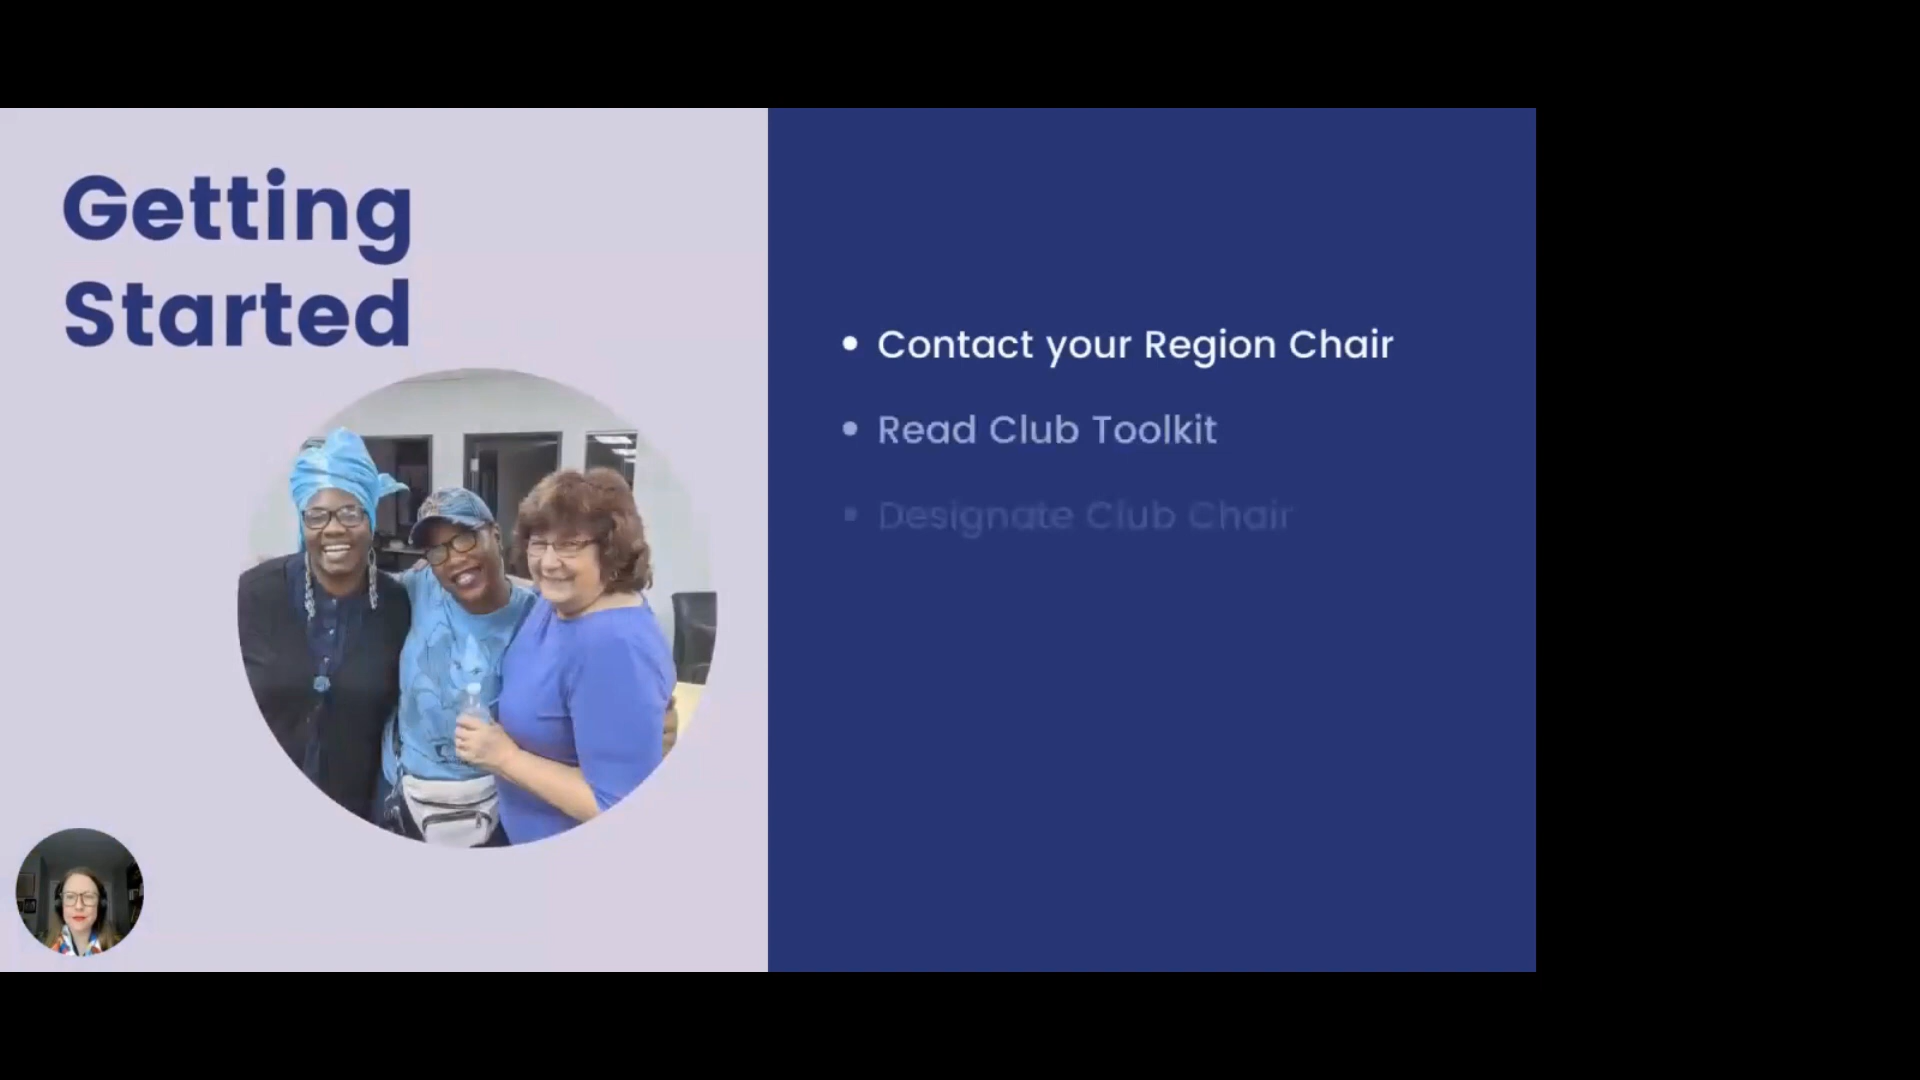 Getting
Started
• Contact your Region Chair
• Read Club Toolkit
• Designate Club Chair